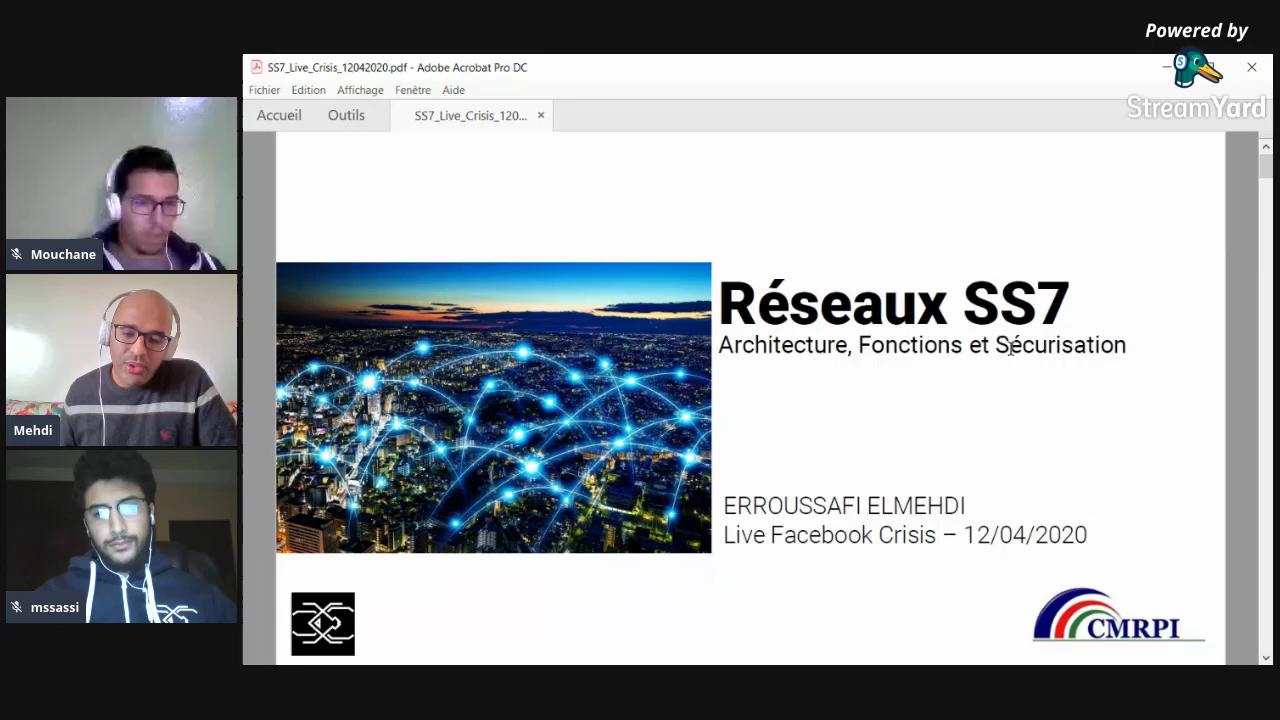 Powered by
StreamYard
SS7_Live_Crisis_12042020.pdf - Adobe Acrobat Pro DC
Fichier Edition Affichage Fenêtre Aide
Accueil Outils SS7_Live_Crisis_120... ×
Mouchane
Mehdi
mssassi
Réseaux SS7
Architecture, Fonctions et Sécurisation
ERROUSSAFI ELMEHDI
Live Facebook Crisis – 12/04/2020
CMRPI